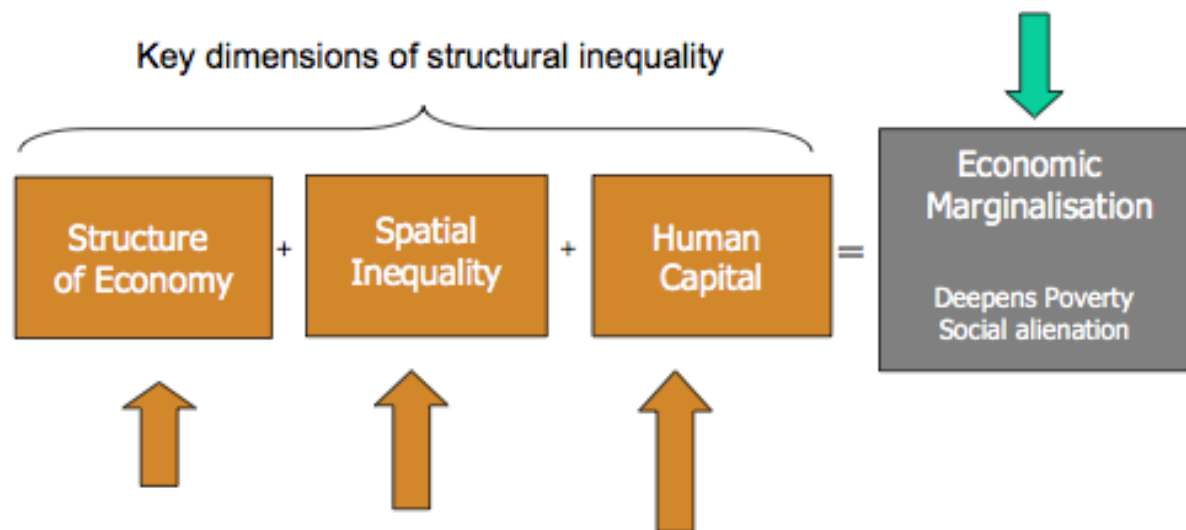 Key dimensions of structural inequality
Structure
of Economy
+
Spatial
Inequality
+
Human
Capital
=
Economic
Marginalisation
Deepens Poverty
Social alienation